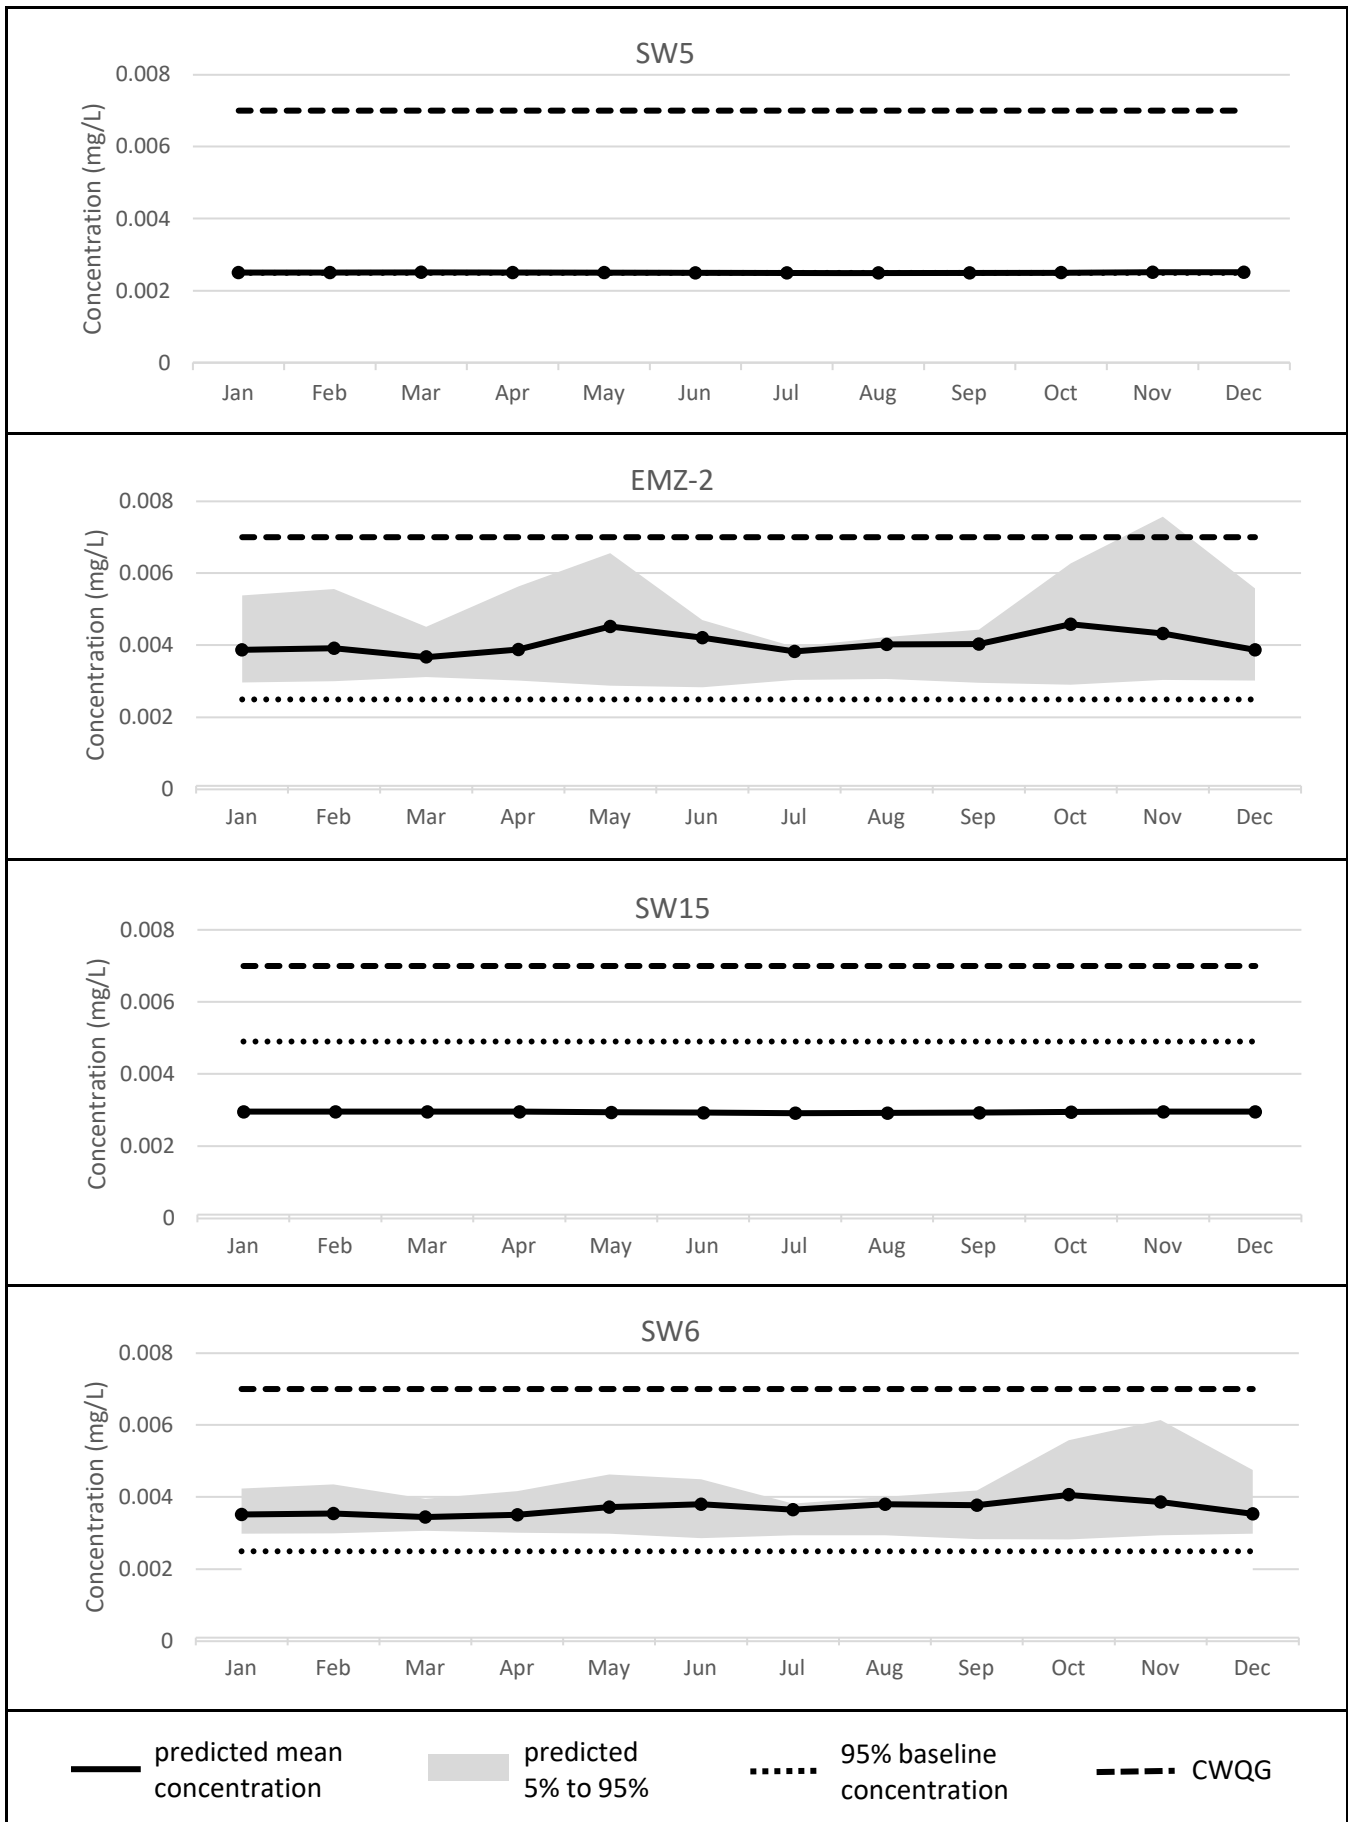 SW5
Concentration (mg/L)
0.008
0.006
0.004
0.002
0
Jan Feb Mar Apr May Jun Jul Aug Sep Oct Nov Dec
EMZ-2
Concentration (mg/L)
0.008
0.006
0.004
0.002
0
Jan Feb Mar Apr May Jun Jul Aug Sep Oct Nov Dec
SW15
Concentration (mg/L)
0.008
0.006
0.004
0.002
0
Jan Feb Mar Apr May Jun Jul Aug Sep Oct Nov Dec
SW6
Concentration (mg/L)
0.008
0.006
0.004
0.002
0
Jan Feb Mar Apr May Jun Jul Aug Sep Oct Nov Dec
predicted mean
concentration
predicted
5% to 95%
95% baseline
concentration
CWQG